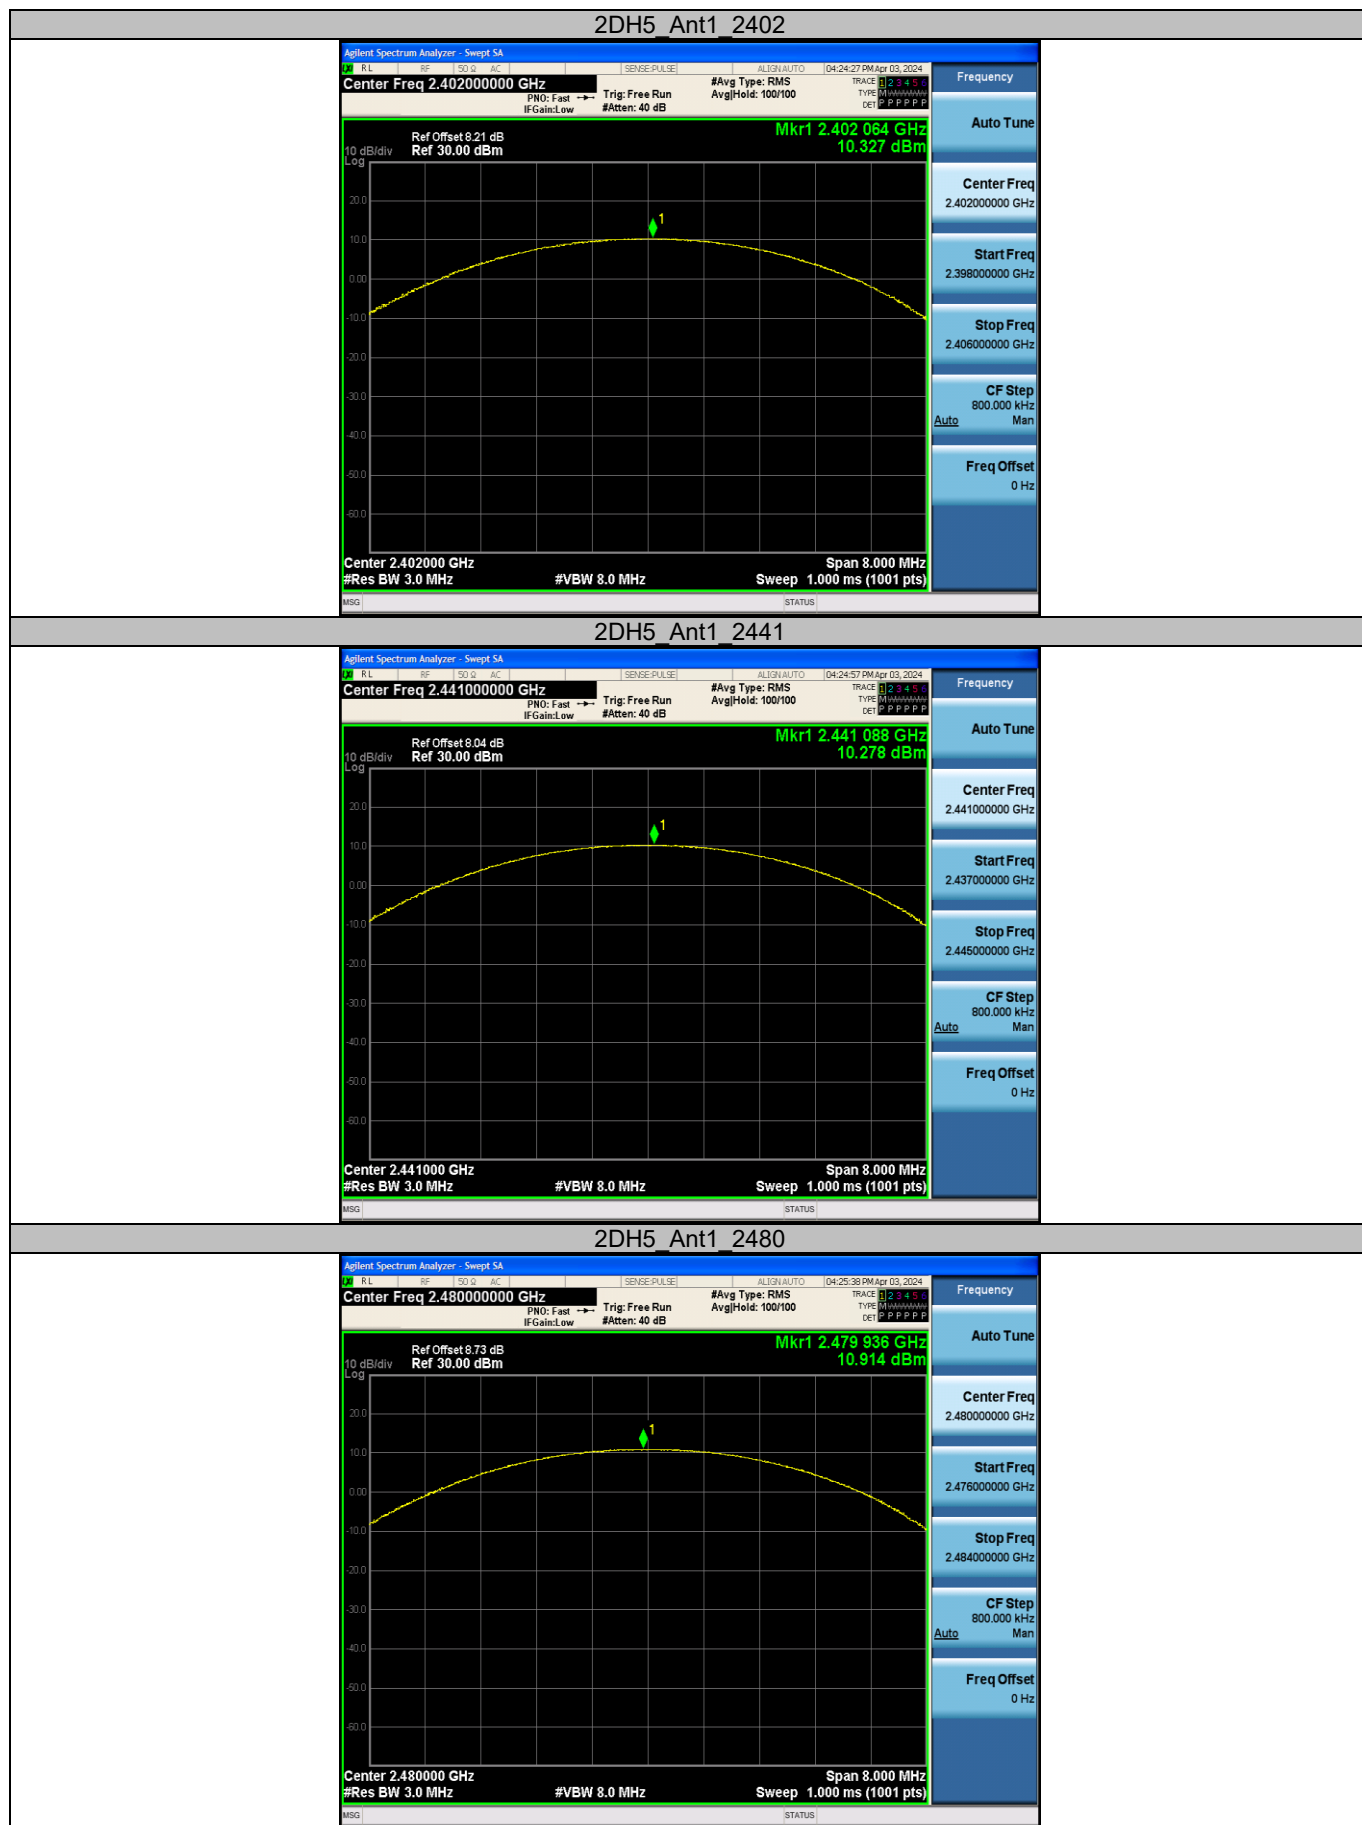 2DH5_Ant1_2402
Agilent Spectrum Analyzer - Swept SA
RL RF 50 Ω AC SENSE:PULSE ALIGN AUTO 04:24:27 PM Apr 03, 2024
Center Freq 2.402000000 GHz
PNO: Fast
IFGain:Low
Trig: Free Run
#Atten: 40 dB
#Avg Type: RMS
Avg|Hold: 100/100
TRACE 1 2 3 4 5 6
TYPE M W W W W W
DET P P P P P P
Frequency
Auto Tune
Mkr1 2.402 064 GHz
10.327 dBm
Ref Offset 8.21 dB
10 dB/div Ref 30.00 dBm
Log
20.0
1
10.0
0.00
-10.0
-20.0
-30.0
-40.0
-50.0
-60.0
Center Freq
2.402000000 GHz
Start Freq
2.398000000 GHz
Stop Freq
2.406000000 GHz
CF Step
800.000 kHz
Auto Man
Freq Offset
0 Hz
Center 2.402000 GHz Span 8.000 MHz
#Res BW 3.0 MHz #VBW 8.0 MHz Sweep 1.000 ms (1001 pts)
MSG STATUS
2DH5_Ant1_2441
Agilent Spectrum Analyzer - Swept SA
RL RF 50 Ω AC SENSE:PULSE ALIGN AUTO 04:24:57 PM Apr 03, 2024
Center Freq 2.441000000 GHz
PNO: Fast
IFGain:Low
Trig: Free Run
#Atten: 40 dB
#Avg Type: RMS
Avg|Hold: 100/100
TRACE 1 2 3 4 5 6
TYPE M W W W W W
DET P P P P P P
Frequency
Auto Tune
Mkr1 2.441 088 GHz
10.278 dBm
Ref Offset 8.04 dB
10 dB/div Ref 30.00 dBm
Log
20.0
1
10.0
0.00
-10.0
-20.0
-30.0
-40.0
-50.0
-60.0
Center Freq
2.441000000 GHz
Start Freq
2.437000000 GHz
Stop Freq
2.445000000 GHz
CF Step
800.000 kHz
Auto Man
Freq Offset
0 Hz
Center 2.441000 GHz Span 8.000 MHz
#Res BW 3.0 MHz #VBW 8.0 MHz Sweep 1.000 ms (1001 pts)
MSG STATUS
2DH5_Ant1_2480
Agilent Spectrum Analyzer - Swept SA
RL RF 50 Ω AC SENSE:PULSE ALIGN AUTO 04:25:38 PM Apr 03, 2024
Center Freq 2.480000000 GHz
PNO: Fast
IFGain:Low
Trig: Free Run
#Atten: 40 dB
#Avg Type: RMS
Avg|Hold: 100/100
TRACE 1 2 3 4 5 6
TYPE M W W W W W
DET P P P P P P
Frequency
Auto Tune
Mkr1 2.479 936 GHz
10.914 dBm
Ref Offset 8.73 dB
10 dB/div Ref 30.00 dBm
Log
20.0
1
10.0
0.00
-10.0
-20.0
-30.0
-40.0
-50.0
-60.0
Center Freq
2.480000000 GHz
Start Freq
2.476000000 GHz
Stop Freq
2.484000000 GHz
CF Step
800.000 kHz
Auto Man
Freq Offset
0 Hz
Center 2.480000 GHz Span 8.000 MHz
#Res BW 3.0 MHz #VBW 8.0 MHz Sweep 1.000 ms (1001 pts)
MSG STATUS